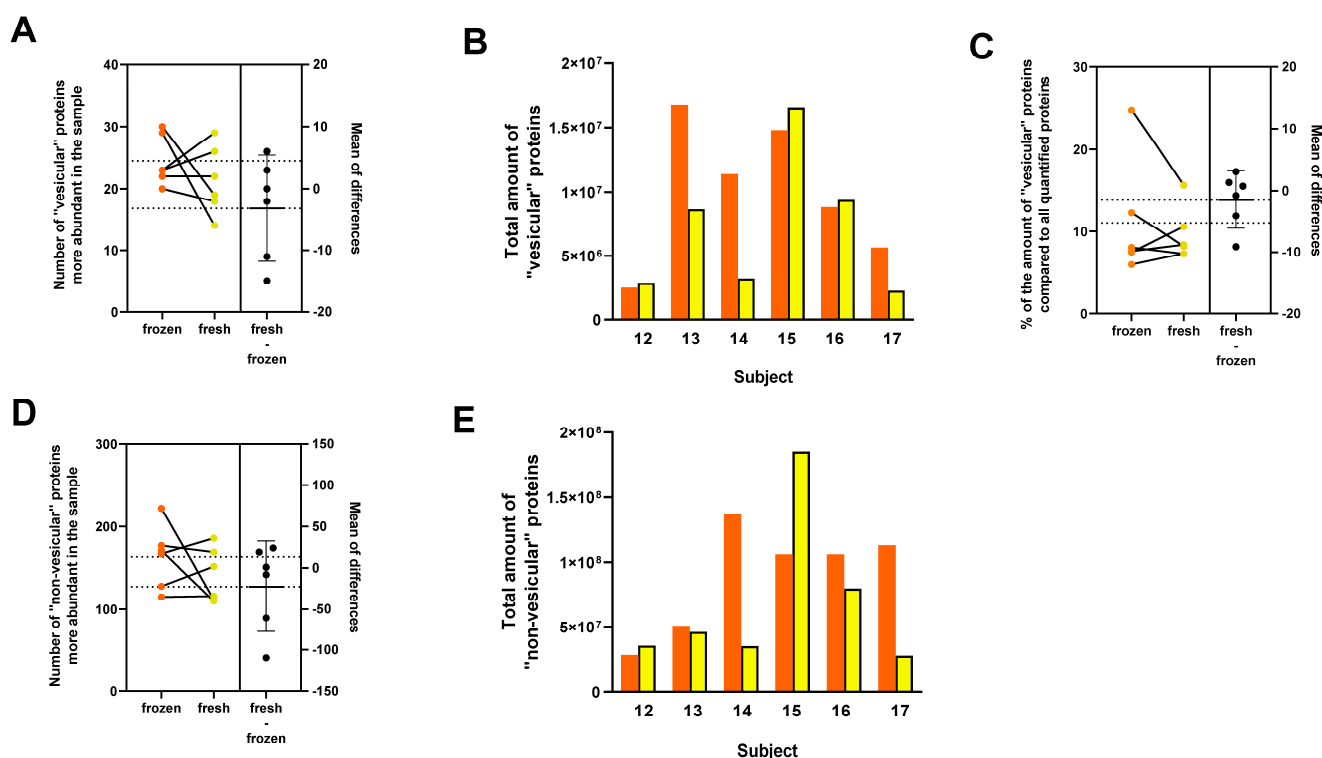 A
Number of "vesicular" proteins
more abundant in the sample
40
30
20
10
0
20
10
0
-10
-20
Mean of differences
frozen
fresh
fresh
-
frozen
B
Total amount of
"vesicular" proteins
2×10⁷
1.5×10⁷
1×10⁷
5×10⁶
0
12
13
14
15
16
17
Subject
C
% of the amount of "vesicular" proteins
compared to all quantified proteins
30
20
10
0
20
10
0
-10
-20
Mean of differences
frozen
fresh
fresh
-
frozen
D
Number of "non-vesicular" proteins
more abundant in the sample
300
200
100
0
150
100
50
0
-50
-100
-150
Mean of differences
frozen
fresh
fresh
-
frozen
E
Total amount of
"non-vesicular" proteins
2×10⁸
1.5×10⁸
1×10⁸
5×10⁷
0
12
13
14
15
16
17
Subject